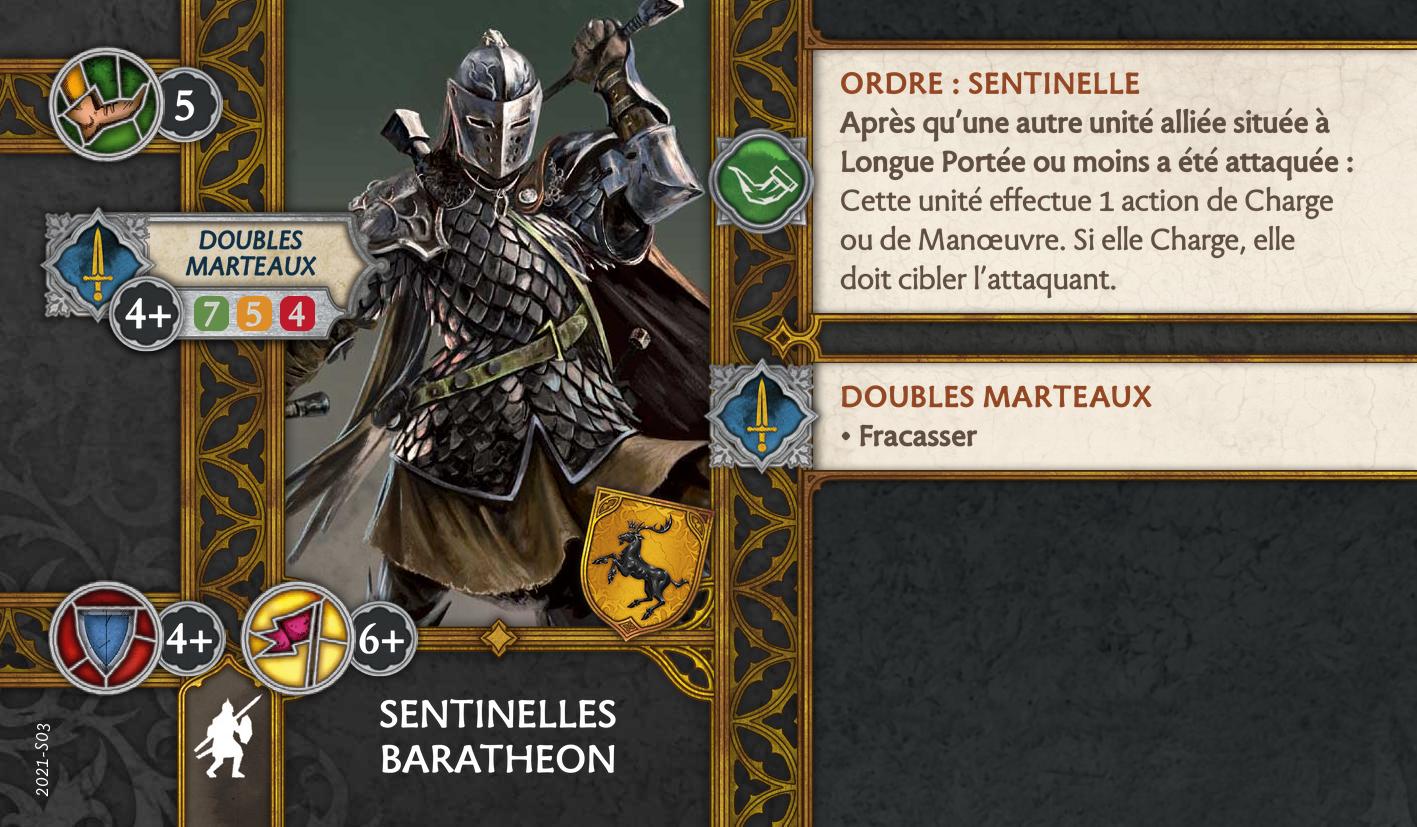 5
DOUBLES
MARTEAUX
4+ 7 5 4
4+ 6+
SENTINELLES
BARATHEON
2021-S03
ORDRE : SENTINELLE
Après qu’une autre unité alliée située à
Longue Portée ou moins a été attaquée :
Cette unité effectue 1 action de Charge
ou de Manœuvre. Si elle Charge, elle
doit cibler l’attaquant.
DOUBLES MARTEAUX
• Fracasser